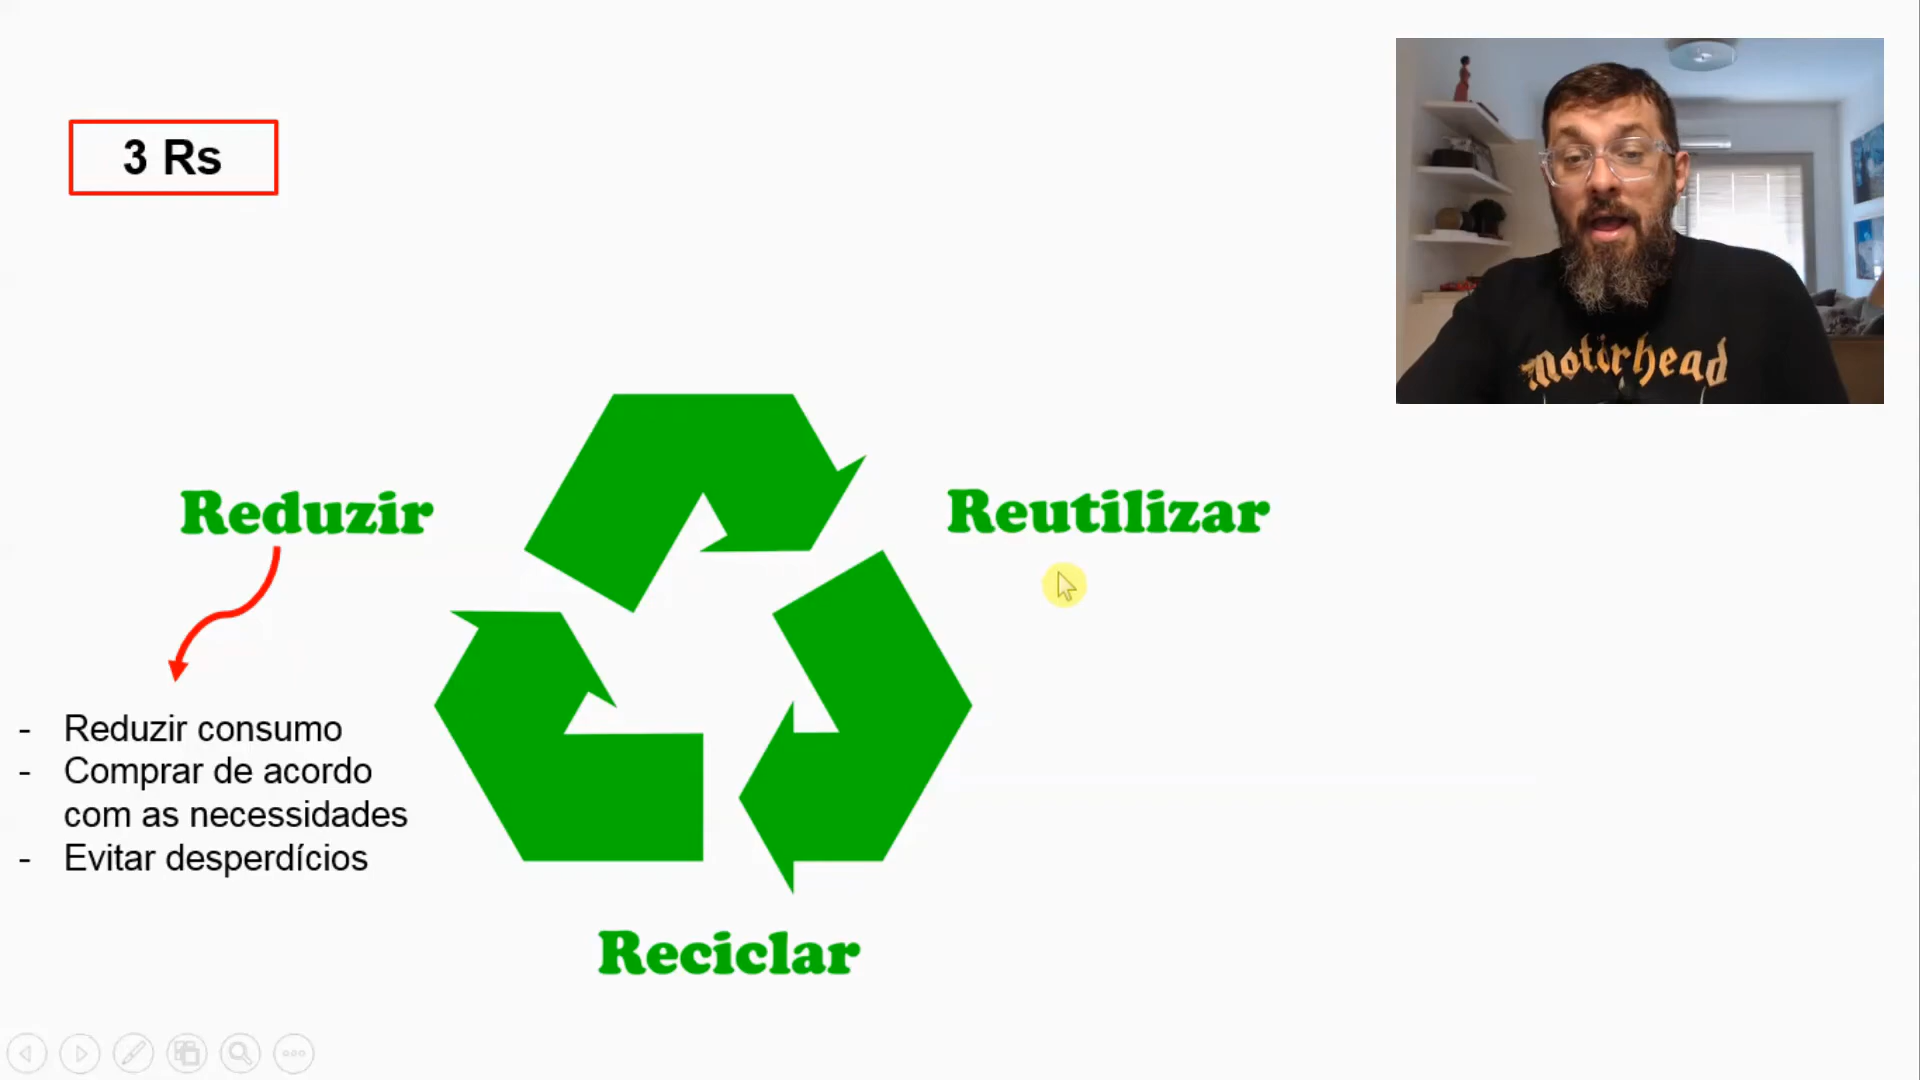 3 Rs
motörhead
Reduzir
Reutilizar
- Reduzir consumo
- Comprar de acordo
com as necessidades
- Evitar desperdícios
Reciclar